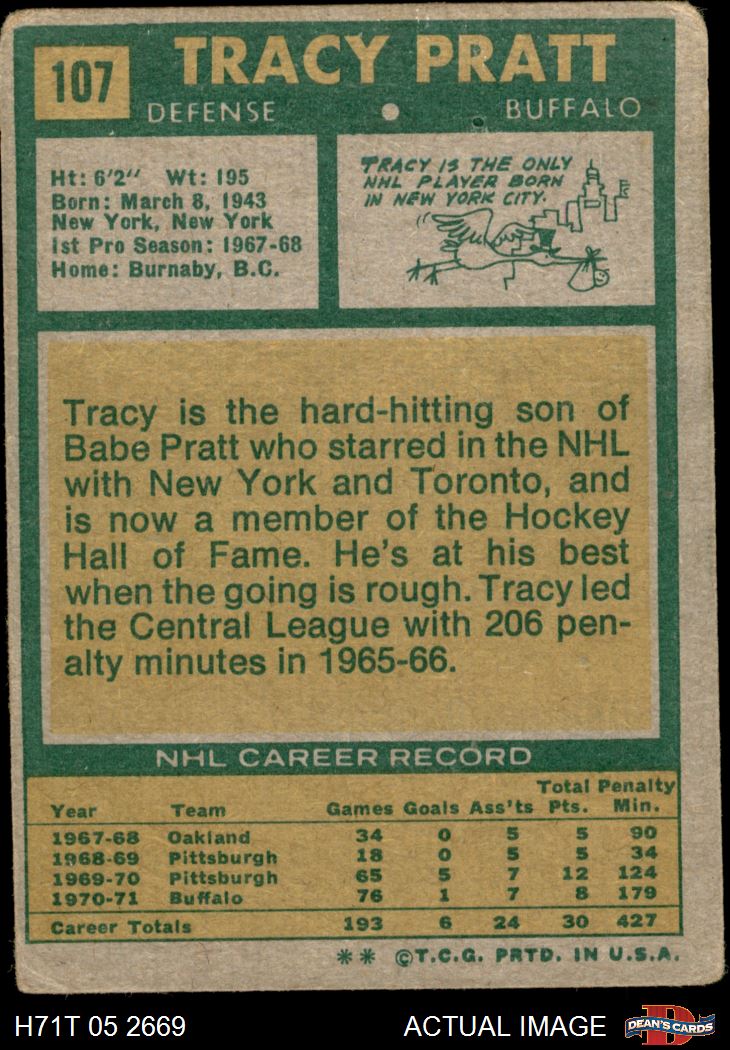 107
TRACY PRATT
DEFENSE
BUFFALO
Ht: 6'2" Wt: 195
Born: March 8, 1943
New York, New York
1st Pro Season: 1967-68
Home: Burnaby, B.C.
TRACY IS THE ONLY
NHL PLAYER BORN
IN NEW YORK CITY.
Tracy is the hard-hitting son of
Babe Pratt who starred in the NHL
with New York and Toronto, and
is now a member of the Hockey
Hall of Fame. He's at his best
when the going is rough. Tracy led
the Central League with 206 pen-
alty minutes in 1965-66.
NHL CAREER RECORD
Total Penalty
Year Team Games Goals Ass'ts Pts. Min.
1967-68 Oakland 34 0 5 5 90
1968-69 Pittsburgh 18 0 5 5 34
1969-70 Pittsburgh 65 5 7 12 124
1970-71 Buffalo 76 1 7 8 179
Career Totals 193 6 24 30 427
** ©T.C.G. PRTD. IN U.S.A.
H71T 05 2669
ACTUAL IMAGE
D
DEAN'S CARDS